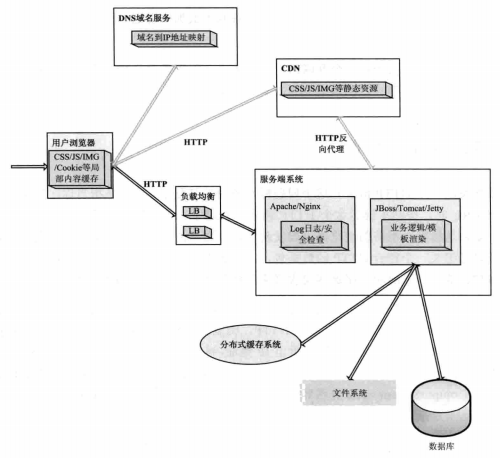 DNS域名服务
域名到IP地址映射
CDN
CSS/JS/IMG等静态资源
用户浏览器
CSS/JS/IMG
/Cookie等局
部内容缓存
HTTP
HTTP反
向代理
HTTP
负载均衡
LB
LB
服务端系统
Apache/Nginx
Log日志/安
全检查
JBoss/Tomcat/Jetty
业务逻辑/模
板渲染
分布式缓存系统
文件系统
数据库